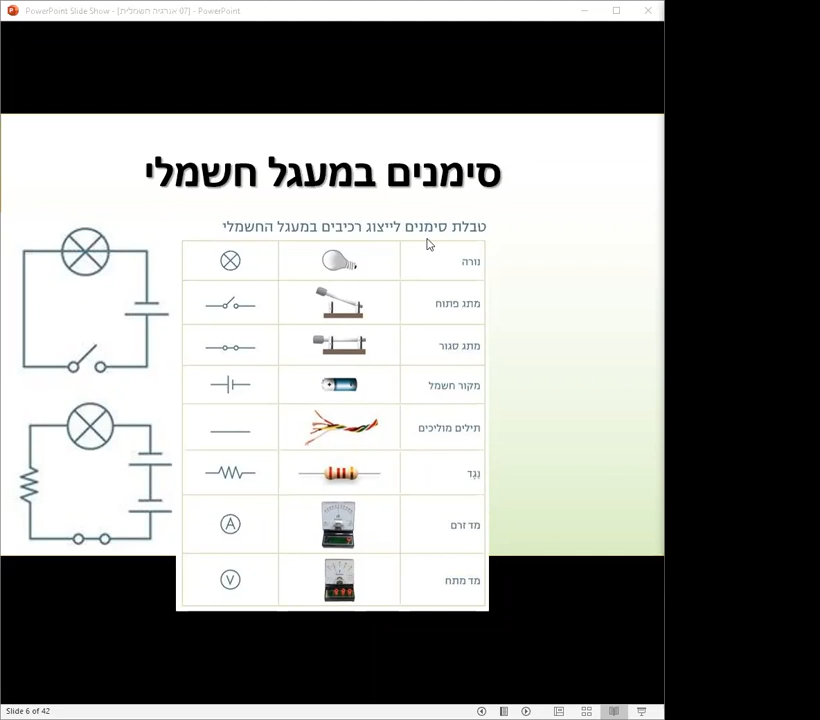 PowerPoint Slide Show - [07 אנרגיה חשמלית] - PowerPoint
סימנים במעגל חשמלי
טבלת סימנים לייצוג רכיבים במעגל החשמלי
נורה
מתג פתוח
מתג סגור
מקור חשמל
תילים מוליכים
נַגָּד
מד זרם
A
מד מתח
V
Slide 6 of 42